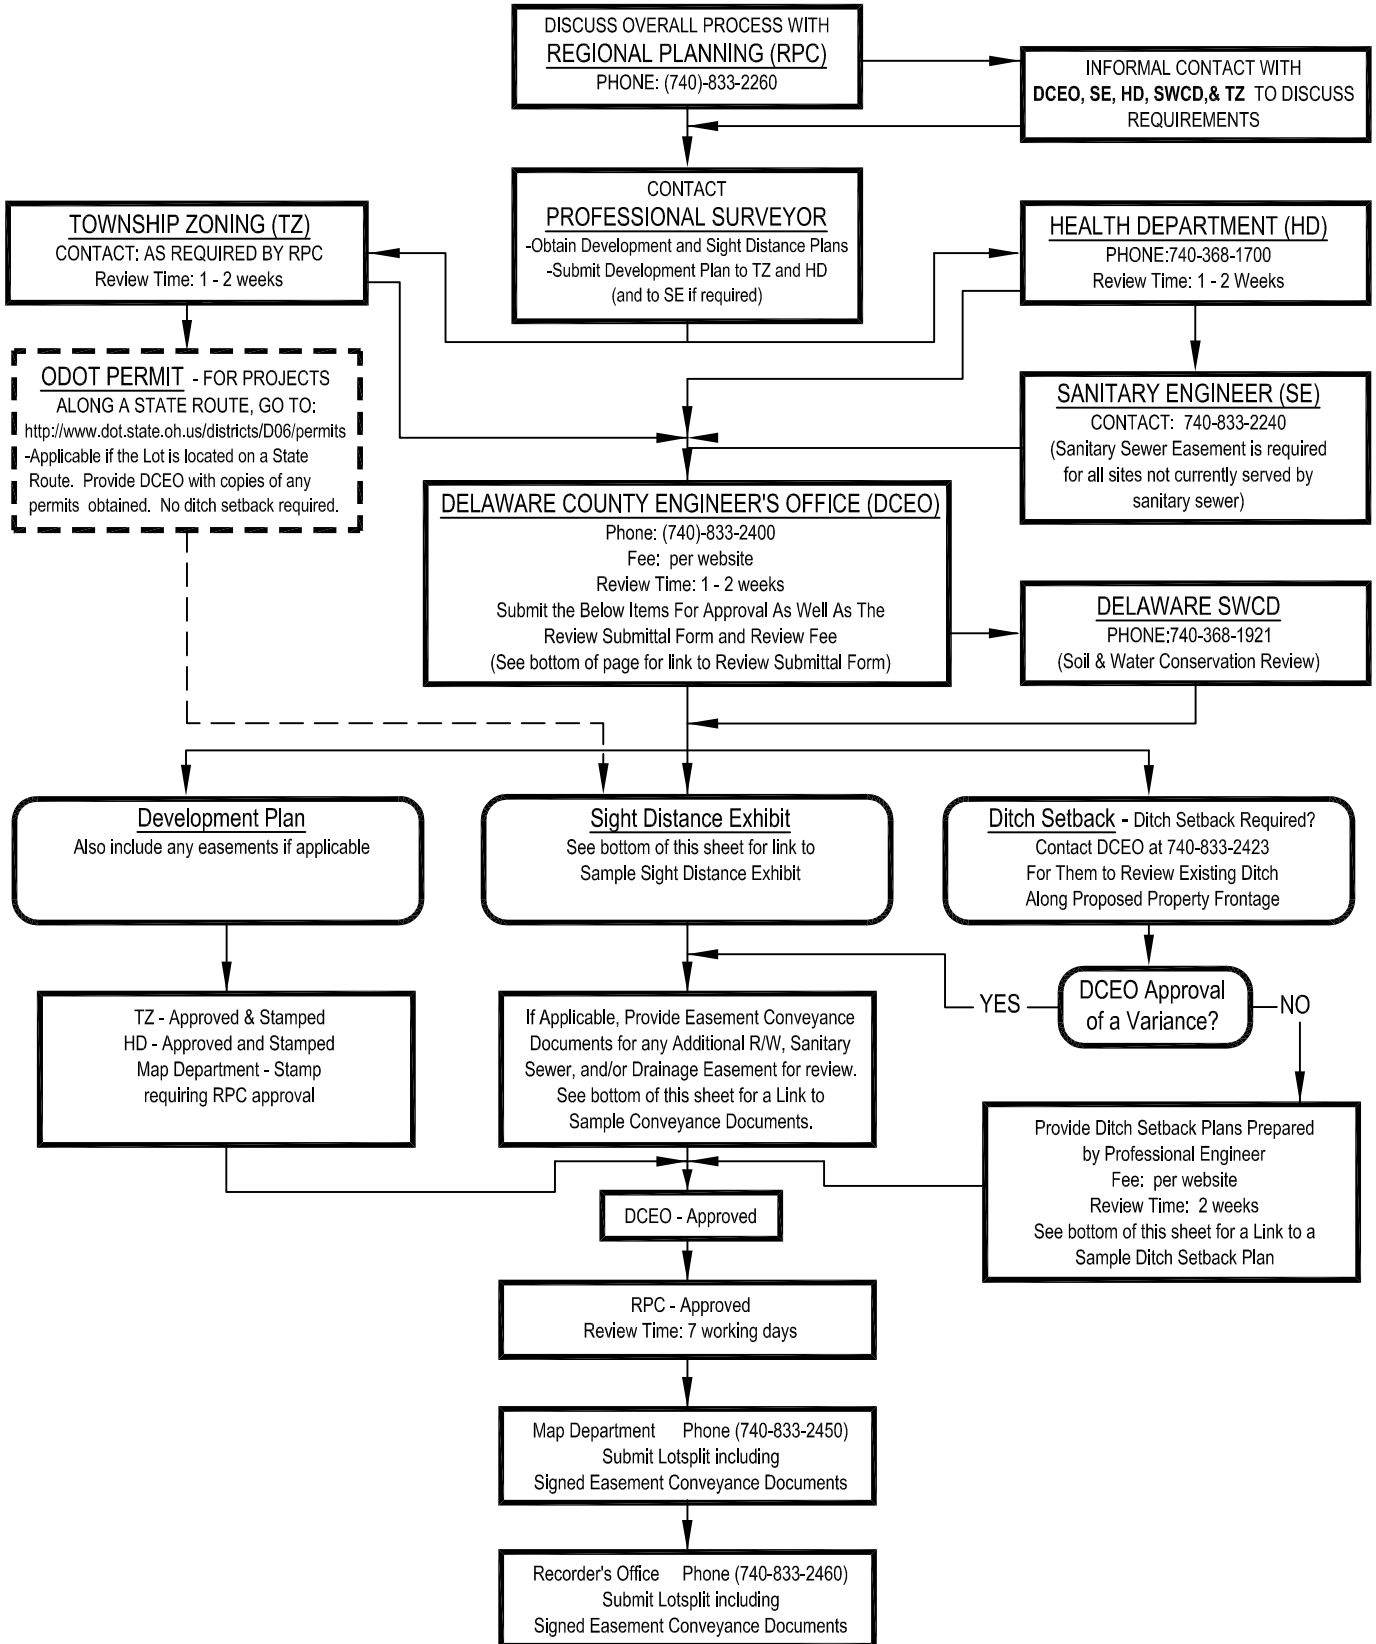 DISCUSS OVERALL PROCESS WITH
REGIONAL PLANNING (RPC)
PHONE: (740)-833-2260
INFORMAL CONTACT WITH
DCEO, SE, HD, SWCD,& TZ TO DISCUSS
REQUIREMENTS
CONTACT
PROFESSIONAL SURVEYOR
-Obtain Development and Sight Distance Plans
-Submit Development Plan to TZ and HD
(and to SE if required)
TOWNSHIP ZONING (TZ)
CONTACT: AS REQUIRED BY RPC
Review Time: 1 - 2 weeks
HEALTH DEPARTMENT (HD)
PHONE:740-368-1700
Review Time: 1 - 2 Weeks
ODOT PERMIT - FOR PROJECTS
ALONG A STATE ROUTE, GO TO:
http://www.dot.state.oh.us/districts/D06/permits
-Applicable if the Lot is located on a State
Route. Provide DCEO with copies of any
permits obtained. No ditch setback required.
SANITARY ENGINEER (SE)
CONTACT: 740-833-2240
(Sanitary Sewer Easement is required
for all sites not currently served by
sanitary sewer)
DELAWARE COUNTY ENGINEER'S OFFICE (DCEO)
Phone: (740)-833-2400
Fee: per website
Review Time: 1 - 2 weeks
Submit the Below Items For Approval As Well As The
Review Submittal Form and Review Fee
(See bottom of page for link to Review Submittal Form)
DELAWARE SWCD
PHONE:740-368-1921
(Soil & Water Conservation Review)
Development Plan
Also include any easements if applicable
Sight Distance Exhibit
See bottom of this sheet for link to
Sample Sight Distance Exhibit
Ditch Setback - Ditch Setback Required?
Contact DCEO at 740-833-2423
For Them to Review Existing Ditch
Along Proposed Property Frontage
DCEO Approval
of a Variance?
YES
NO
TZ - Approved & Stamped
HD - Approved and Stamped
Map Department - Stamp
requiring RPC approval
If Applicable, Provide Easement Conveyance
Documents for any Additional R/W, Sanitary
Sewer, and/or Drainage Easement for review.
See bottom of this sheet for a Link to
Sample Conveyance Documents.
Provide Ditch Setback Plans Prepared
by Professional Engineer
Fee: per website
Review Time: 2 weeks
See bottom of this sheet for a Link to a
Sample Ditch Setback Plan
DCEO - Approved
RPC - Approved
Review Time: 7 working days
Map Department Phone (740-833-2450)
Submit Lotsplit including
Signed Easement Conveyance Documents
Recorder's Office Phone (740-833-2460)
Submit Lotsplit including
Signed Easement Conveyance Documents